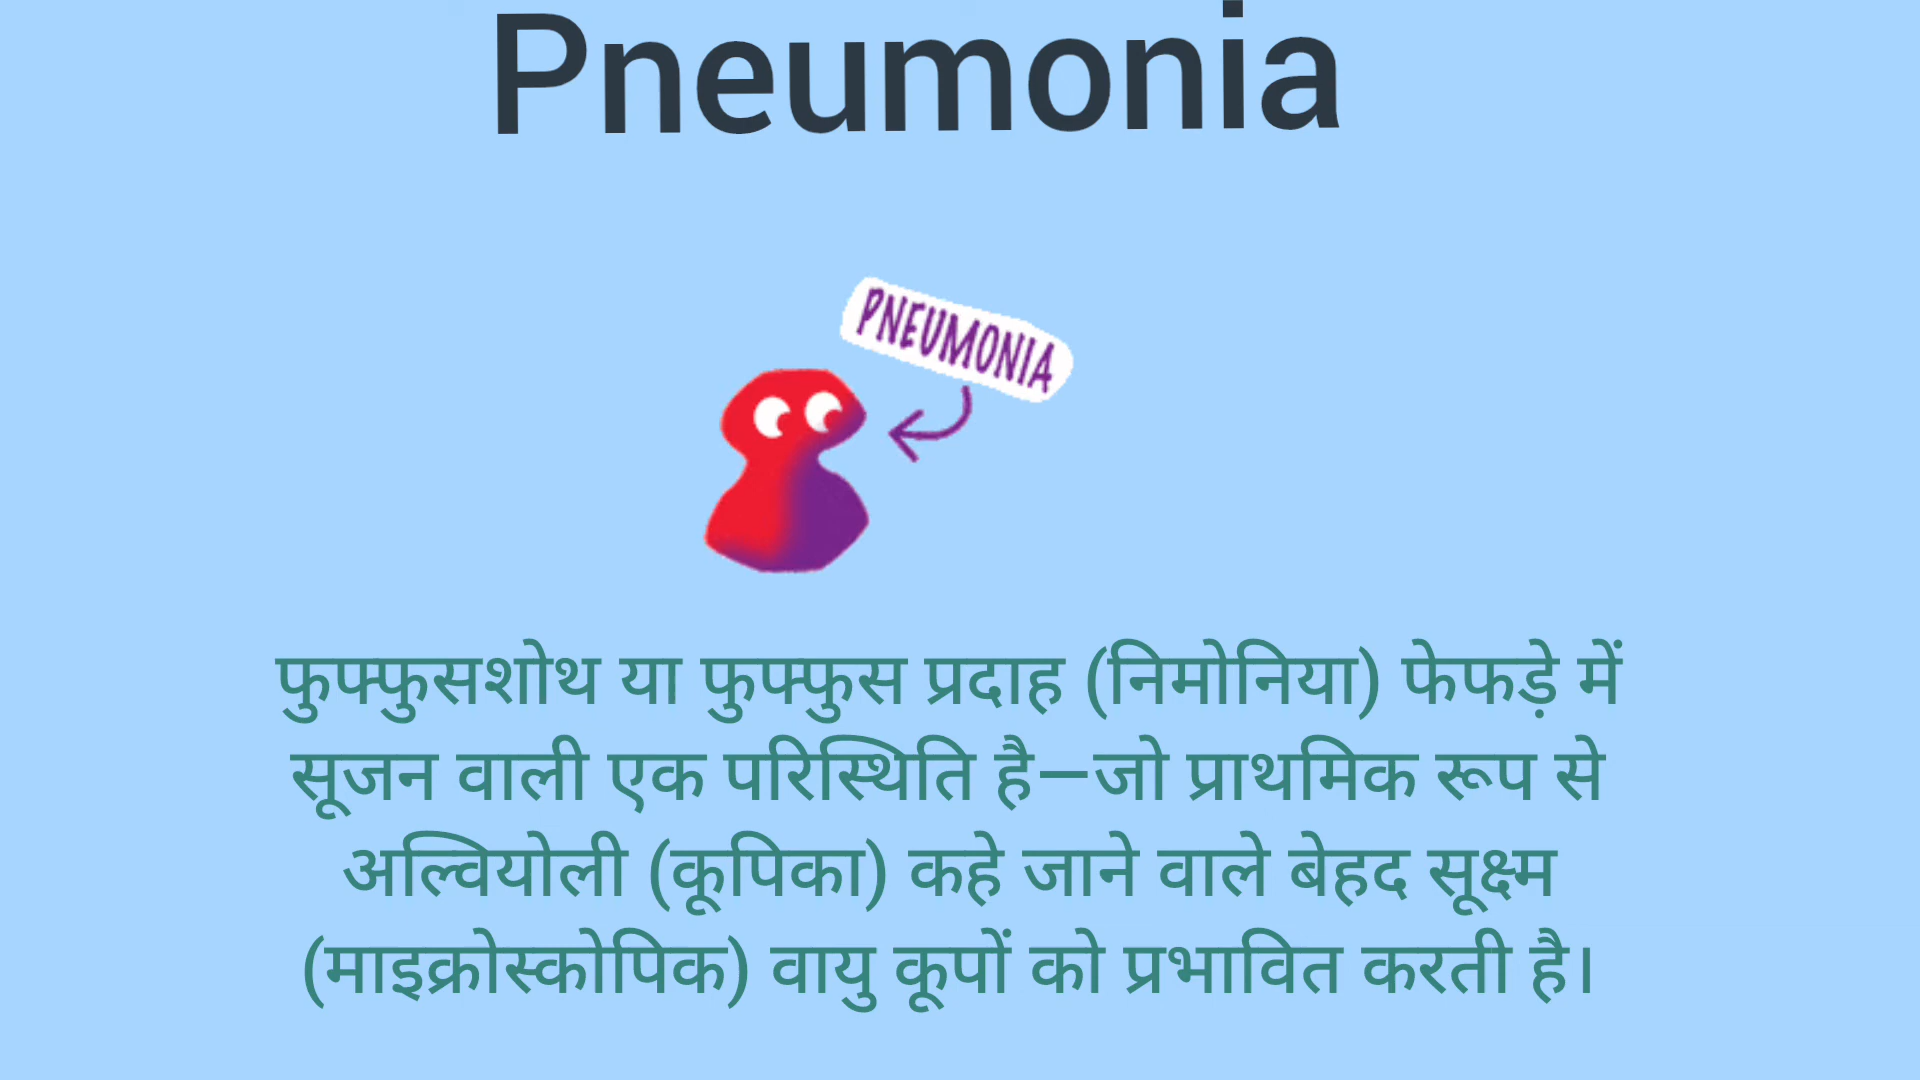 Pneumonia
PNEUMONIA
फुफ्फुसशोथ या फुफ्फुस प्रदाह (निमोनिया) फेफड़े में
सूजन वाली एक परिस्थिति है—जो प्राथमिक रूप से
अल्वियोली (कूपिका) कहे जाने वाले बेहद सूक्ष्म
(माइक्रोस्कोपिक) वायु कूपों को प्रभावित करती है।